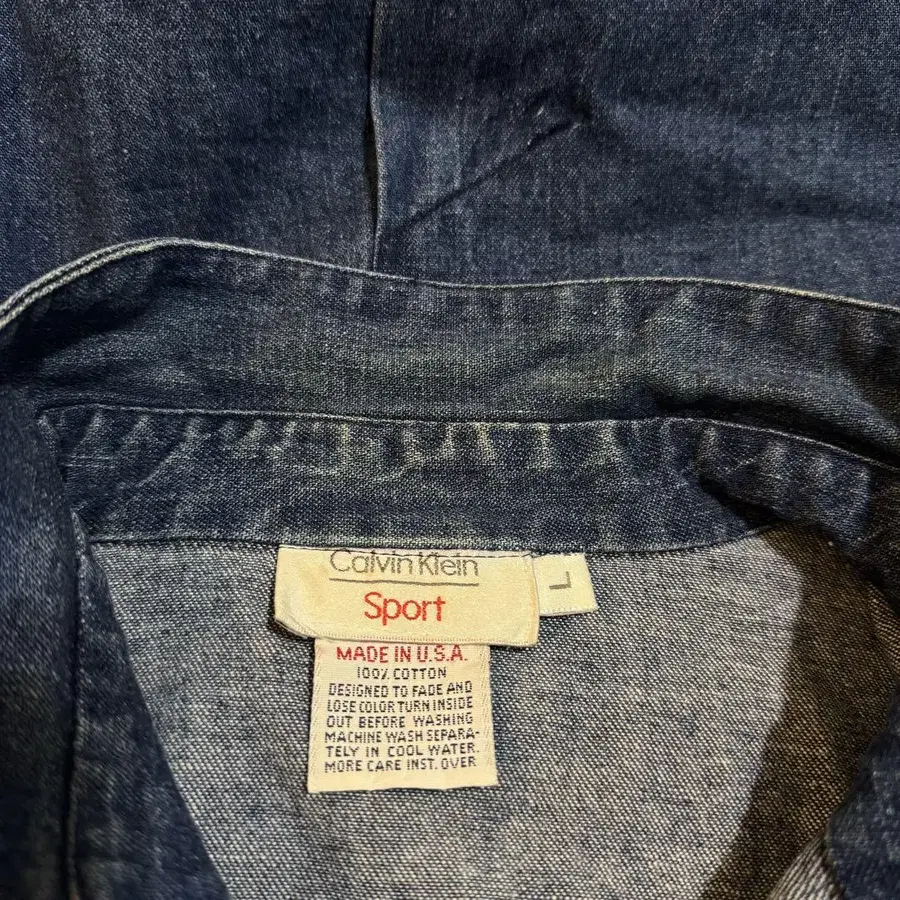 Calvin Klein
Sport
L
MADE IN U.S.A.
100% COTTON
DESIGNED TO FADE AND
LOSE COLOR TURN INSIDE
OUT BEFORE WASHING
MACHINE WASH SEPARA-
TELY IN COOL WATER.
MORE CARE INST. OVER